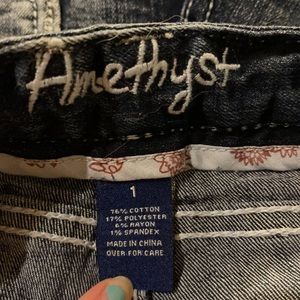 Amethyst
1
76% COTTON
17% POLYESTER
6% RAYON
1% SPANDEX
MADE IN CHINA
OVER FOR CARE